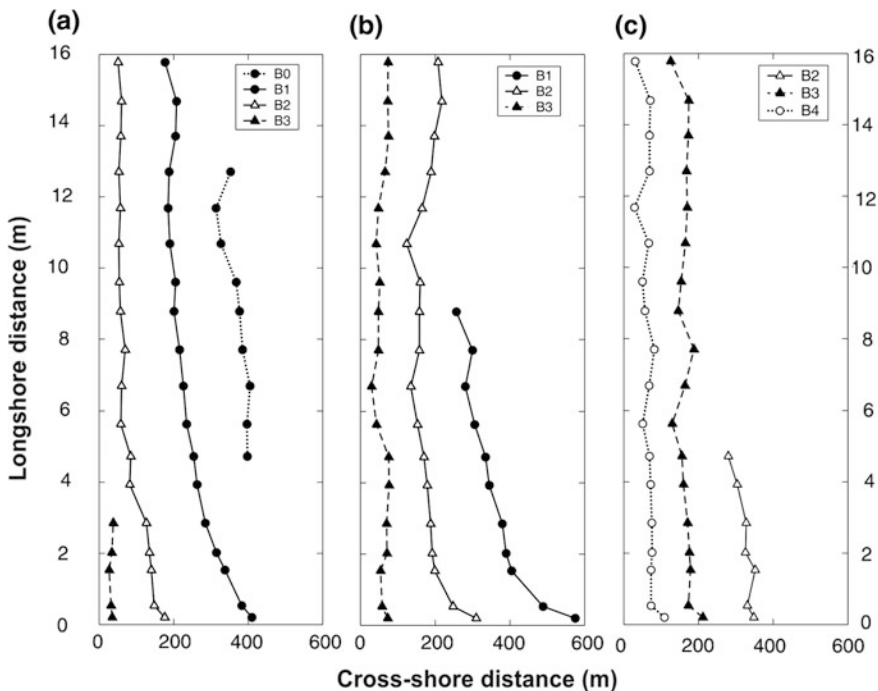 (a)
(b)
(c)
16
14
12
10
8
6
4
2
0
Longshore distance (m)
B0
B1
B2
B3
B1
B2
B3
B2
B3
B4
16
14
12
10
8
6
4
2
0
0 200 400 600 0 200 400 600 0 200 400 600
Cross-shore distance (m)